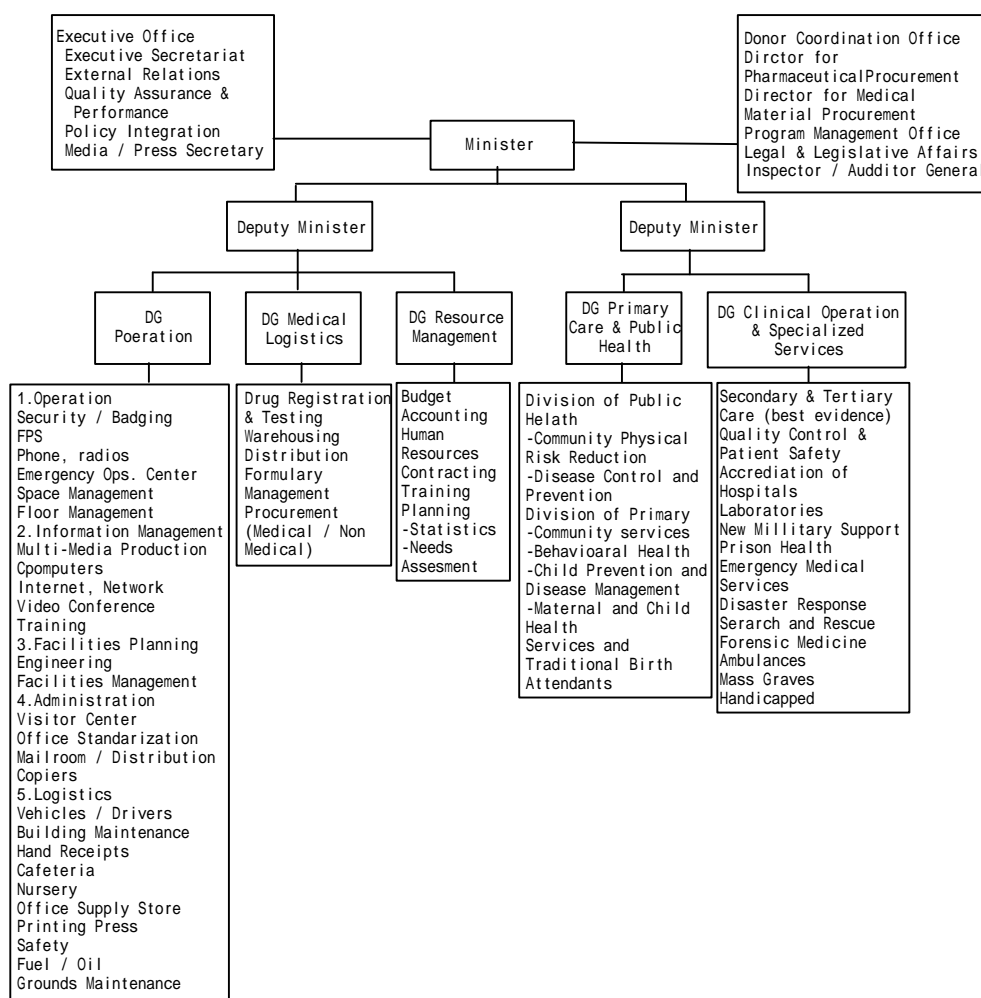 Executive Office
Executive Secretariat
External Relations
Quality Assurance &
Performance
Policy Integration
Media / Press Secretary
Donor Coordination Office
Dirctor for
PharmaceuticalProcurement
Director for Medical
Material Procurement
Program Management Office
Legal & Legislative Affairs
Inspector / Audditor General
Minister
Deputy Minister
Deputy Minister
DG
Poeration
DG Medical
Logistics
DG Resource
Management
DG Primary
Care & Public
Health
DG Clinical Operation
& Specialized
Services
1.Operation
Security / Badging
FPS
Phone, radios
Emergency Ops. Center
Space Management
Floor Management
2.Information Management
Multi-Media Production
Cpomputers
Internet, Network
Video Conference
Training
3.Facilities Planning
Engineering
Facilities Management
4.Administration
Visitor Center
Office Standarization
Mailroom / Distribution
Copiers
5.Logistics
Vehicles / Drivers
Building Maintenance
Hand Receipts
Cafeteria
Nursery
Office Supply Store
Printing Press
Safety
Fuel / Oil
Grounds Maintenance
Drug Registration
& Testing
Warehousing
Distribution
Formulary
Management
Procurement
(Medical / Non
Medical)
Budget
Accounting
Human
Resources
Contracting
Training
Planning
-Statistics
-Needs
Assesment
Division of Public
Helath
-Community Physical
Risk Reduction
-Disease Control and
Prevention
Division of Primary
-Community services
-Behavioaral Health
-Child Prevention and
Disease Management
-Maternal and Child
Health
Services and
Traditional Birth
Attendants
Secondary & Tertiary
Care (best evidence)
Quality Control &
Patient Safety
Accrediation of
Hospitals
Laboratories
New Millitary Support
Prison Health
Emergency Medical
Services
Disaster Response
Serarch and Rescue
Forensic Medicine
Ambulances
Mass Graves
Handicapped